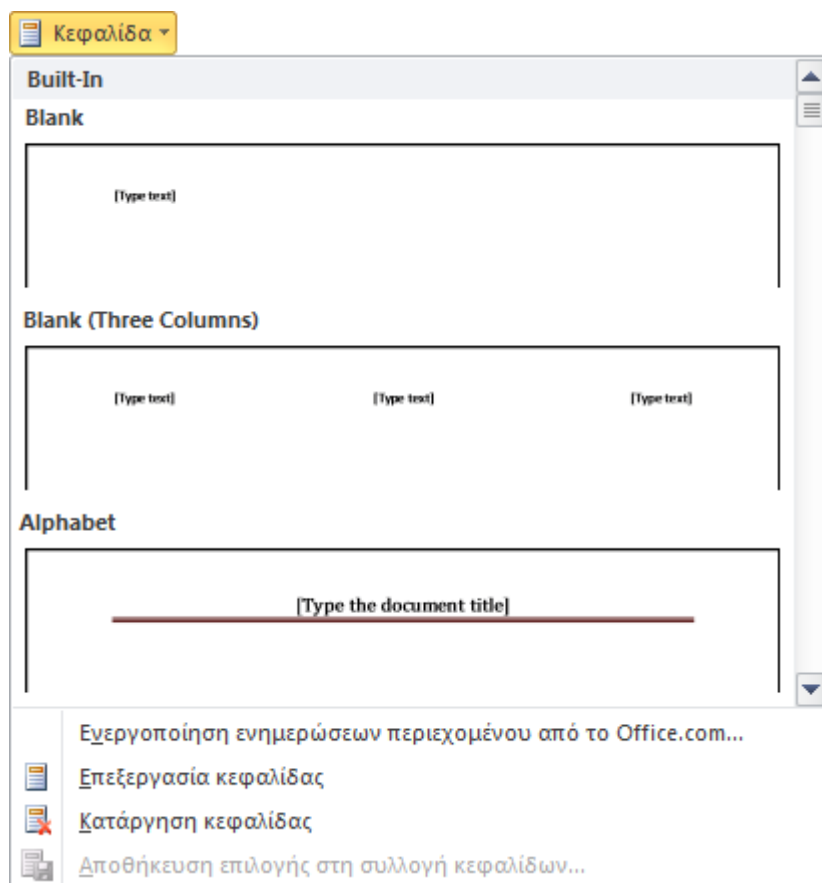 Κεφαλίδα
Built-In
Blank
[Type text]
Blank (Three Columns)
[Type text] [Type text] [Type text]
Alphabet
[Type the document title]
Ενεργοποίηση ενημερώσεων περιεχομένου από το Office.com...
Επεξεργασία κεφαλίδας
Κατάργηση κεφαλίδας
Αποθήκευση επιλογής στη συλλογή κεφαλίδων...